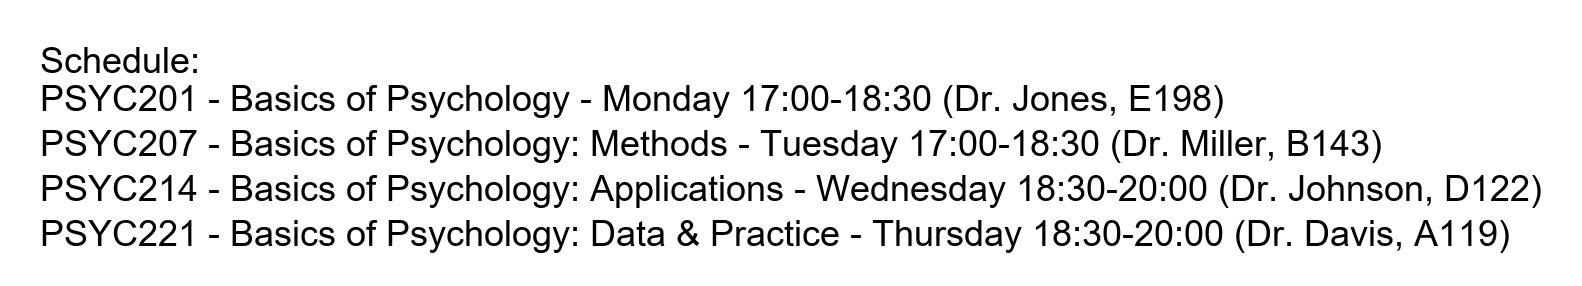 Schedule:
PSYC201 - Basics of Psychology - Monday 17:00-18:30 (Dr. Jones, E198)
PSYC207 - Basics of Psychology: Methods - Tuesday 17:00-18:30 (Dr. Miller, B143)
PSYC214 - Basics of Psychology: Applications - Wednesday 18:30-20:00 (Dr. Johnson, D122)
PSYC221 - Basics of Psychology: Data & Practice - Thursday 18:30-20:00 (Dr. Davis, A119)